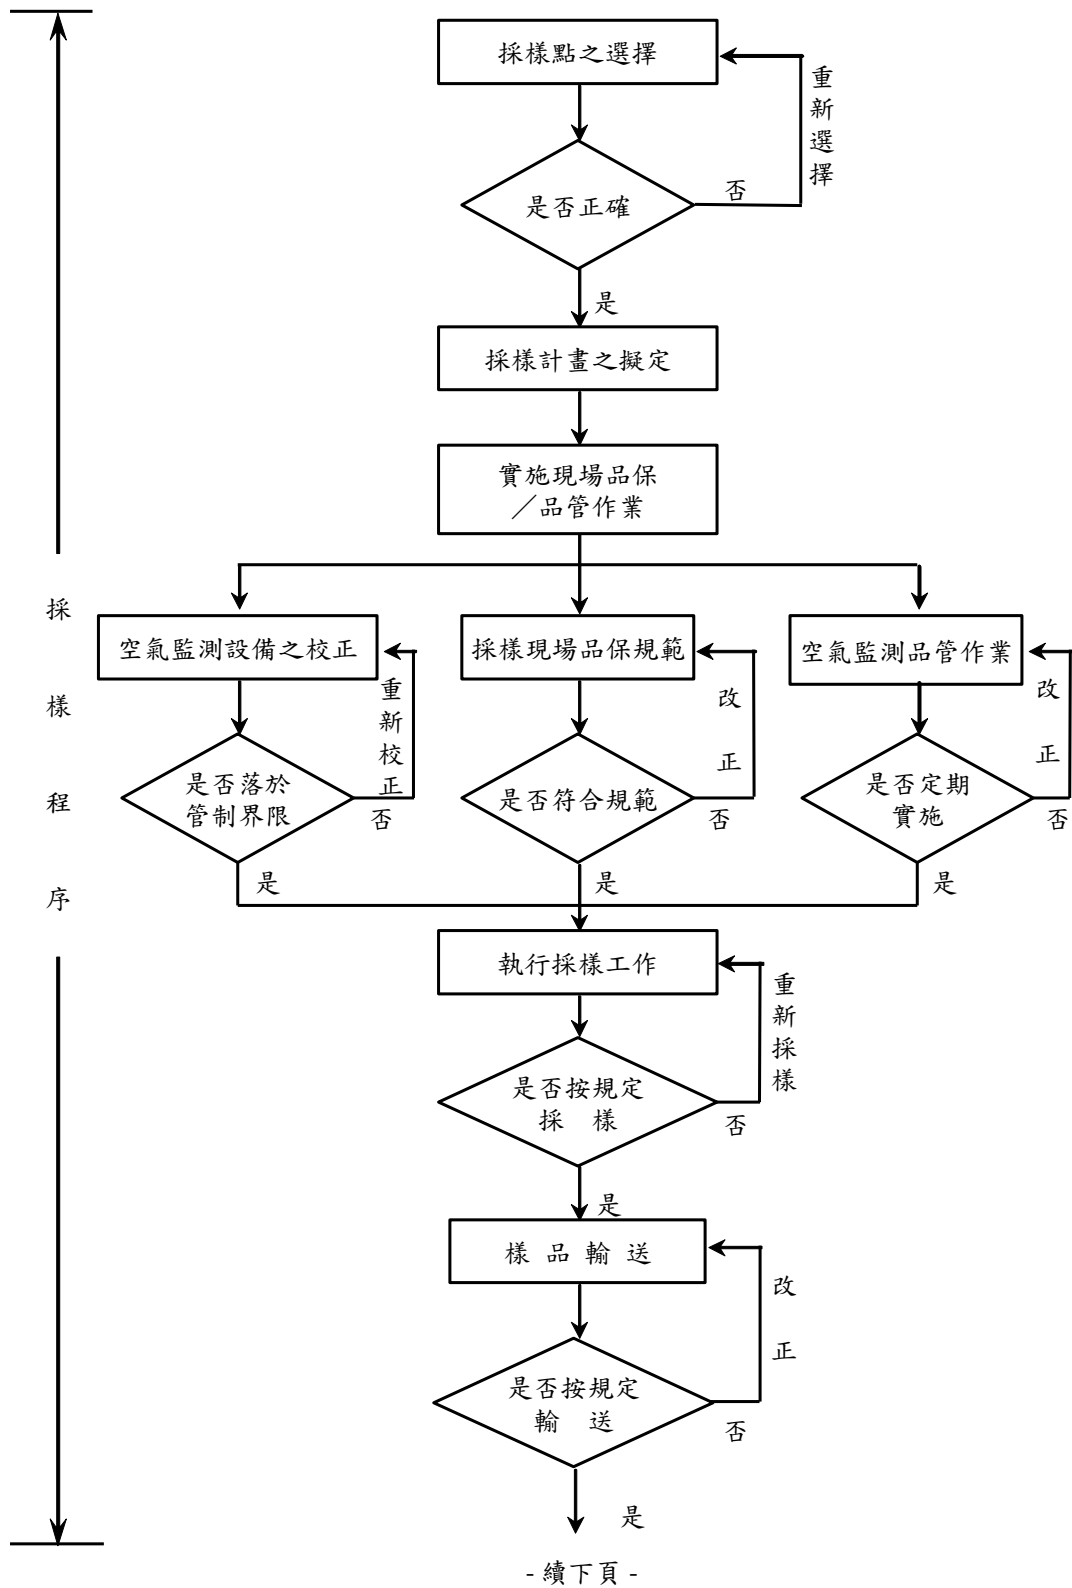 採樣點之選擇
重新選擇
是否正確
否
是
採樣計畫之擬定
實施現場品保
／品管作業
採樣程序
空氣監測設備之校正
重新校正
是否落於
管制界限
否
是
採樣現場品保規範
改正
是否符合規範
否
是
空氣監測品管作業
改正
是否定期
實施
否
是
執行採樣工作
重新採樣
是否按規定
採 樣
否
是
樣 品 輸 送
改正
是否按規定
輸 送
否
是
- 續下頁 -